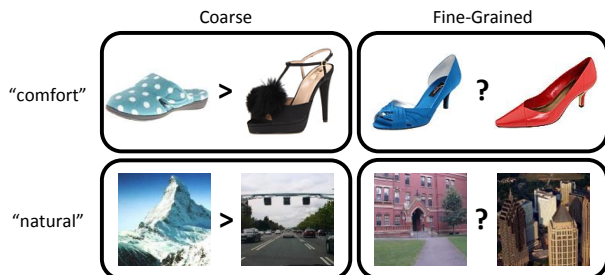 Coarse Fine-Grained
“comfort” > ?
“natural” > ?